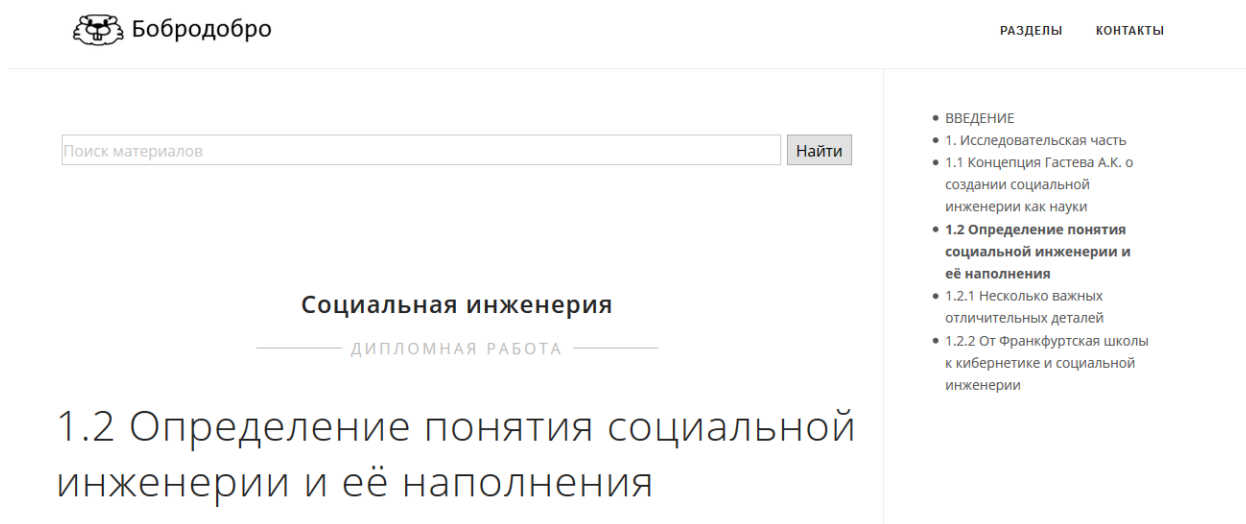 Бобродобро
РАЗДЕЛЫ КОНТАКТЫ
Поиск материалов
Найти
Социальная инженерия
ДИПЛОМНАЯ РАБОТА
1.2 Определение понятия социальной
инженерии и её наполнения
ВВЕДЕНИЕ
1. Исследовательская часть
1.1 Концепция Гастева А.К. о
создании социальной
инженерии как науки
1.2 Определение понятия
социальной инженерии и
её наполнения
1.2.1 Несколько важных
отличительных деталей
1.2.2 От Франкфуртская школы
к кибернетике и социальной
инженерии